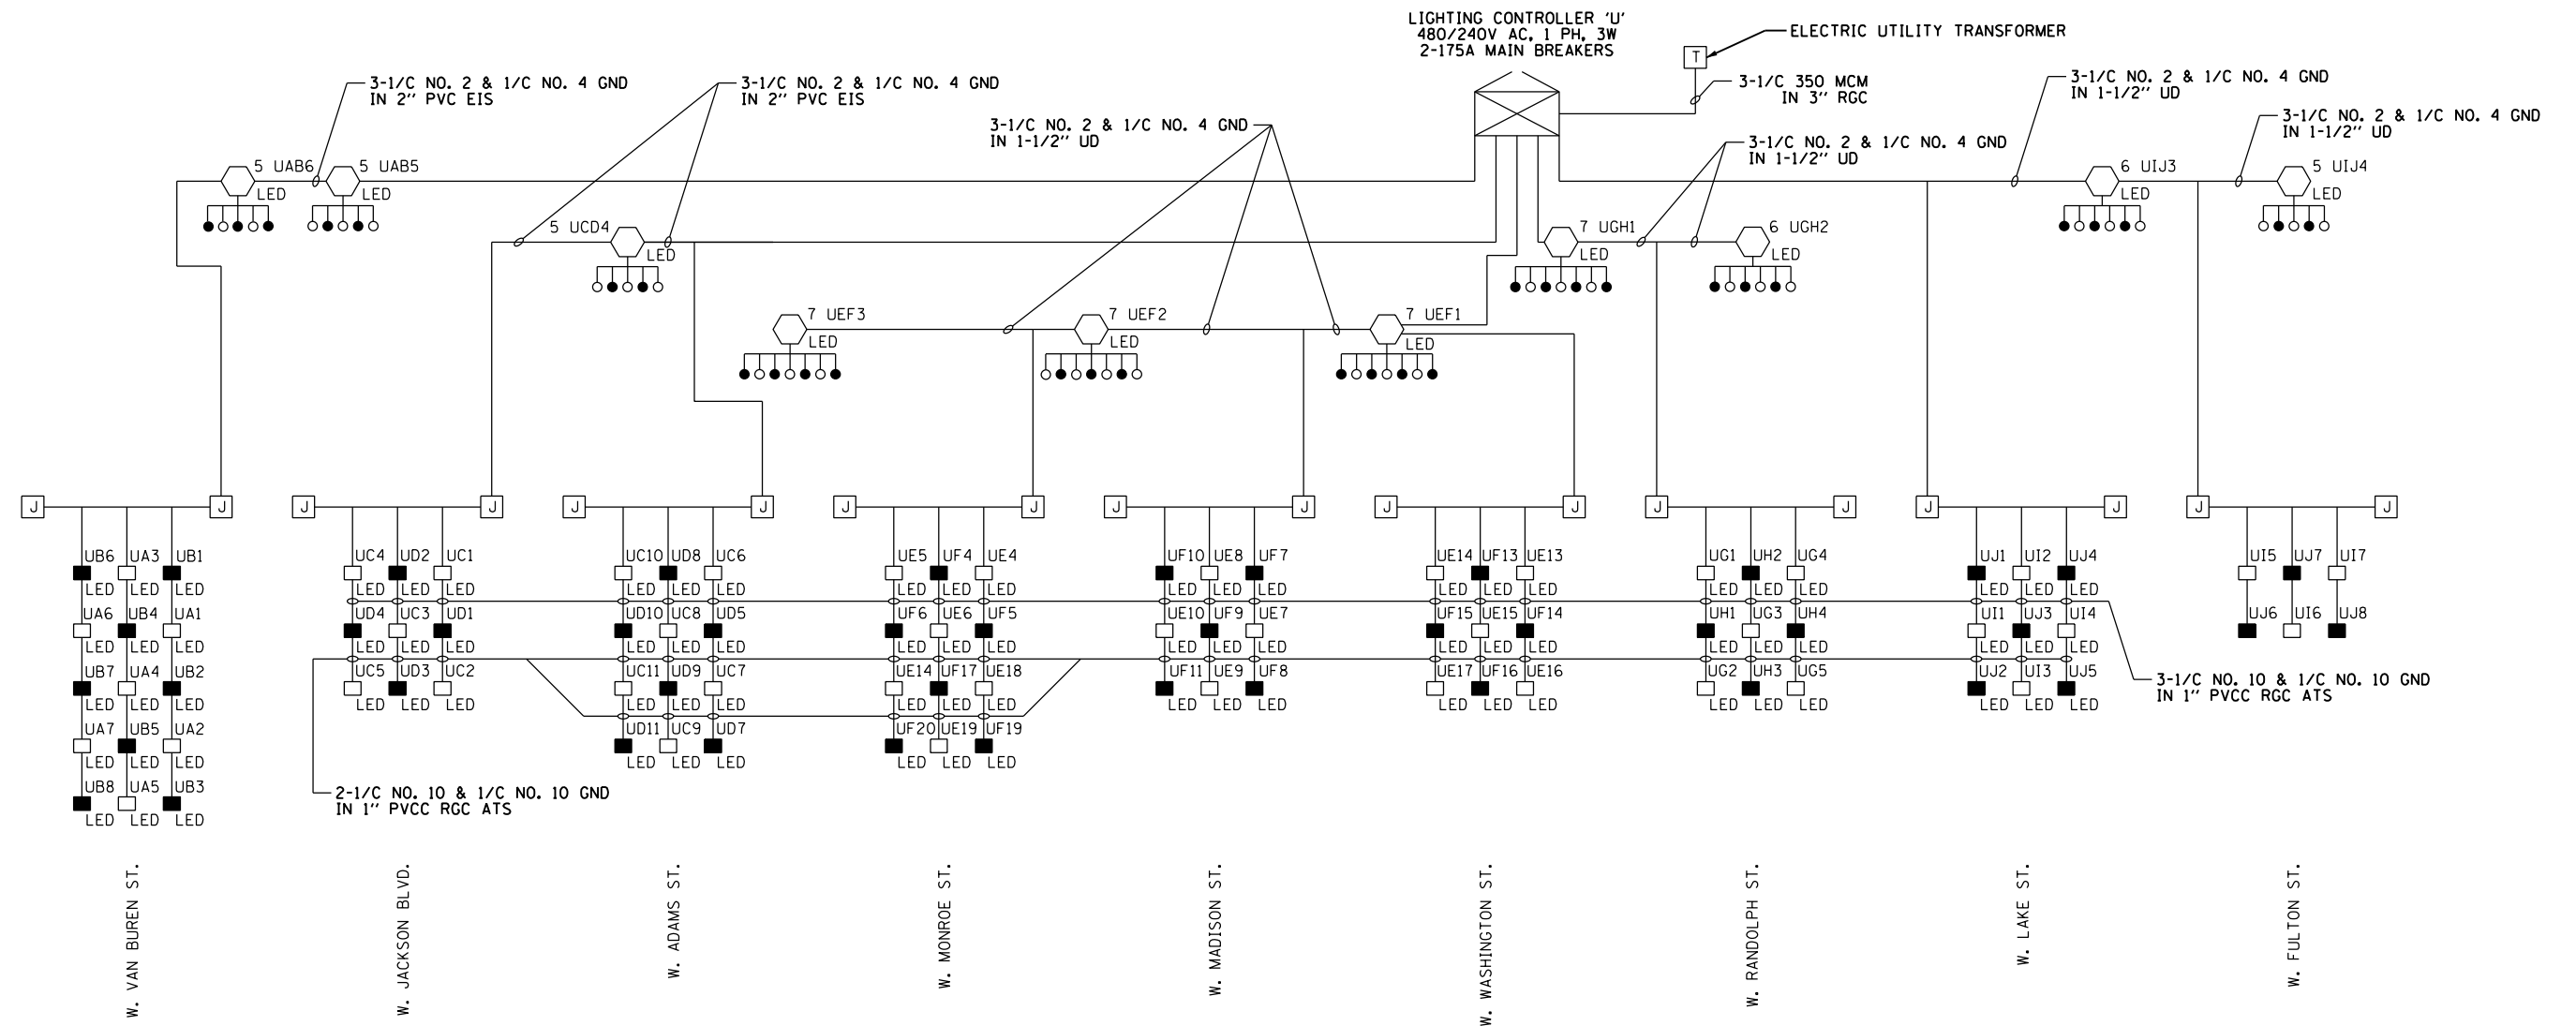 LIGHTING CONTROLLER 'U'
480/240V AC, 1 PH, 3W
2-175A MAIN BREAKERS
ELECTRIC UTILITY TRANSFORMER
T
3-1/C 350 MCM
IN 3" RGC
3-1/C NO. 2 & 1/C NO. 4 GND
IN 2" PVC EIS
3-1/C NO. 2 & 1/C NO. 4 GND
IN 2" PVC EIS
3-1/C NO. 2 & 1/C NO. 4 GND
IN 1-1/2" UD
3-1/C NO. 2 & 1/C NO. 4 GND
IN 1-1/2" UD
3-1/C NO. 2 & 1/C NO. 4 GND
IN 1-1/2" UD
3-1/C NO. 2 & 1/C NO. 4 GND
IN 1-1/2" UD
5 UAB6
LED
5 UAB5
LED
5 UCD4
LED
7 UEF3
LED
7 UEF2
LED
7 UEF1
LED
7 UGH1
LED
6 UGH2
LED
6 UIJ3
LED
5 UIJ4
LED
J J J J J J J J J J J J J J J J J J
UB6 UA3 UB1
LED LED LED
UA6 UB4 UA1
LED LED LED
UB7 UA4 UB2
LED LED LED
UA7 UB5 UA2
LED LED LED
UB8 UA5 UB3
LED LED LED
UC4 UD2 UC1
LED LED LED
UD4 UC3 UD1
LED LED LED
UC5 UD3 UC2
LED LED LED
UC10 UD8 UC6
LED LED LED
UD10 UC8 UD5
LED LED LED
UC11 UD9 UC7
LED LED LED
UD11 UC9 UD7
LED LED LED
UE5 UF4 UE4
LED LED LED
UF6 UE6 UF5
LED LED LED
UE14 UF17 UE18
LED LED LED
UF20 UE19 UF19
LED LED LED
UF10 UE8 UF7
LED LED LED
UE10 UF9 UE7
LED LED LED
UF11 UE9 UF8
LED LED LED
UE14 UF13 UE13
LED LED LED
UF15 UE15 UF14
LED LED LED
UE17 UF16 UE16
LED LED LED
UG1 UH2 UG4
LED LED LED
UH1 UG3 UH4
LED LED LED
UG2 UH3 UG5
LED LED LED
UJ1 UI2 UJ4
LED LED LED
UI1 UJ3 UI4
LED LED LED
UJ2 UI3 UJ5
LED LED LED
UI5 UJ7 UI7
UJ6 UI6 UJ8
3-1/C NO. 10 & 1/C NO. 10 GND
IN 1" PVCC RGC ATS
2-1/C NO. 10 & 1/C NO. 10 GND
IN 1" PVCC RGC ATS
W. VAN BUREN ST.
W. JACKSON BLVD.
W. ADAMS ST.
W. MONROE ST.
W. MADISON ST.
W. WASHINGTON ST.
W. RANDOLPH ST.
W. LAKE ST.
W. FULTON ST.